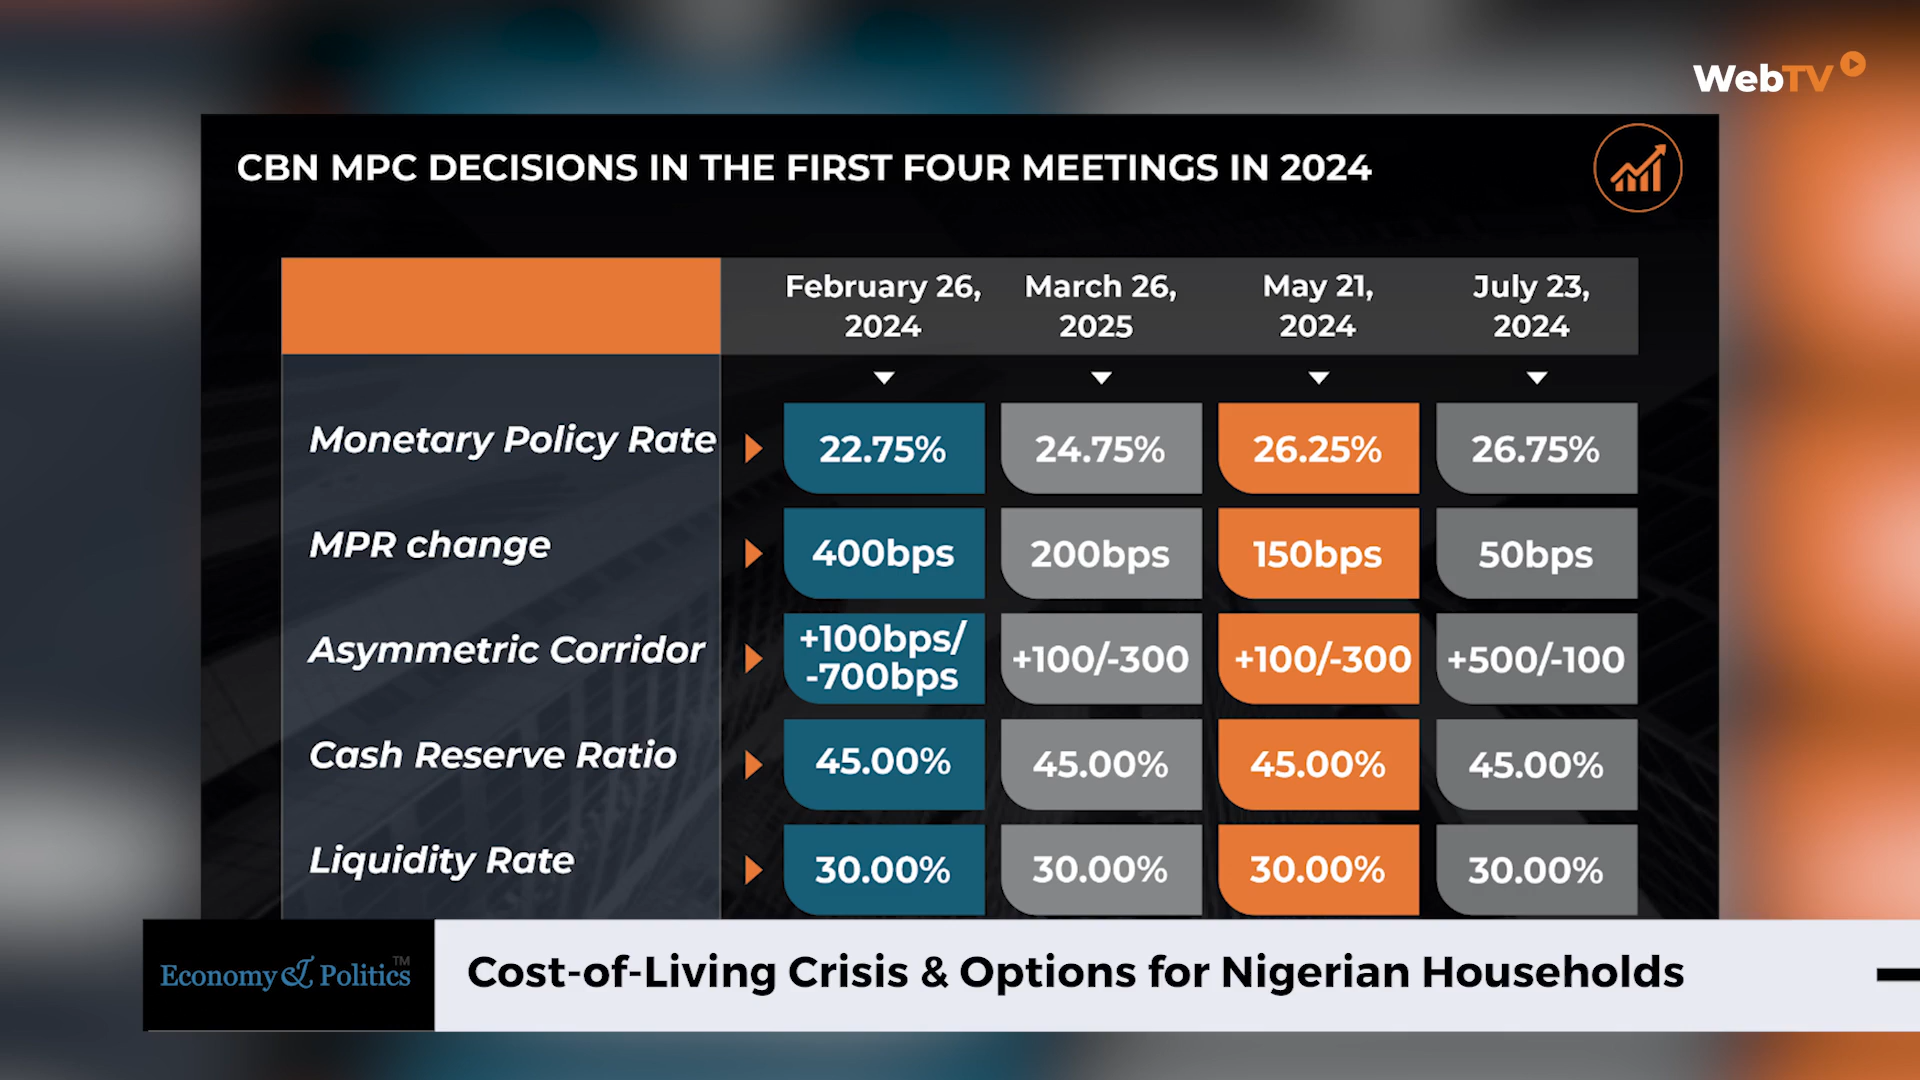 WebTV
CBN MPC DECISIONS IN THE FIRST FOUR MEETINGS IN 2024
February 26,
2024
March 26,
2025
May 21,
2024
July 23,
2024
Monetary Policy Rate
22.75%
24.75%
26.25%
26.75%
MPR change
400bps
200bps
150bps
50bps
Asymmetric Corridor
+100bps/
-700bps
+100/-300
+100/-300
+500/-100
Cash Reserve Ratio
45.00%
45.00%
45.00%
45.00%
Liquidity Rate
30.00%
30.00%
30.00%
30.00%
Economy & Politics™
Cost-of-Living Crisis & Options for Nigerian Households